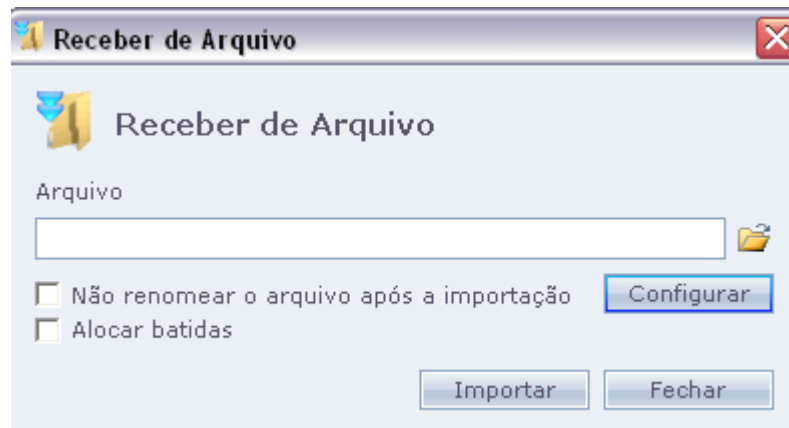 Receber de Arquivo
Receber de Arquivo
Arquivo
Não renomear o arquivo após a importação
Configurar
Alocar batidas
Importar
Fechar